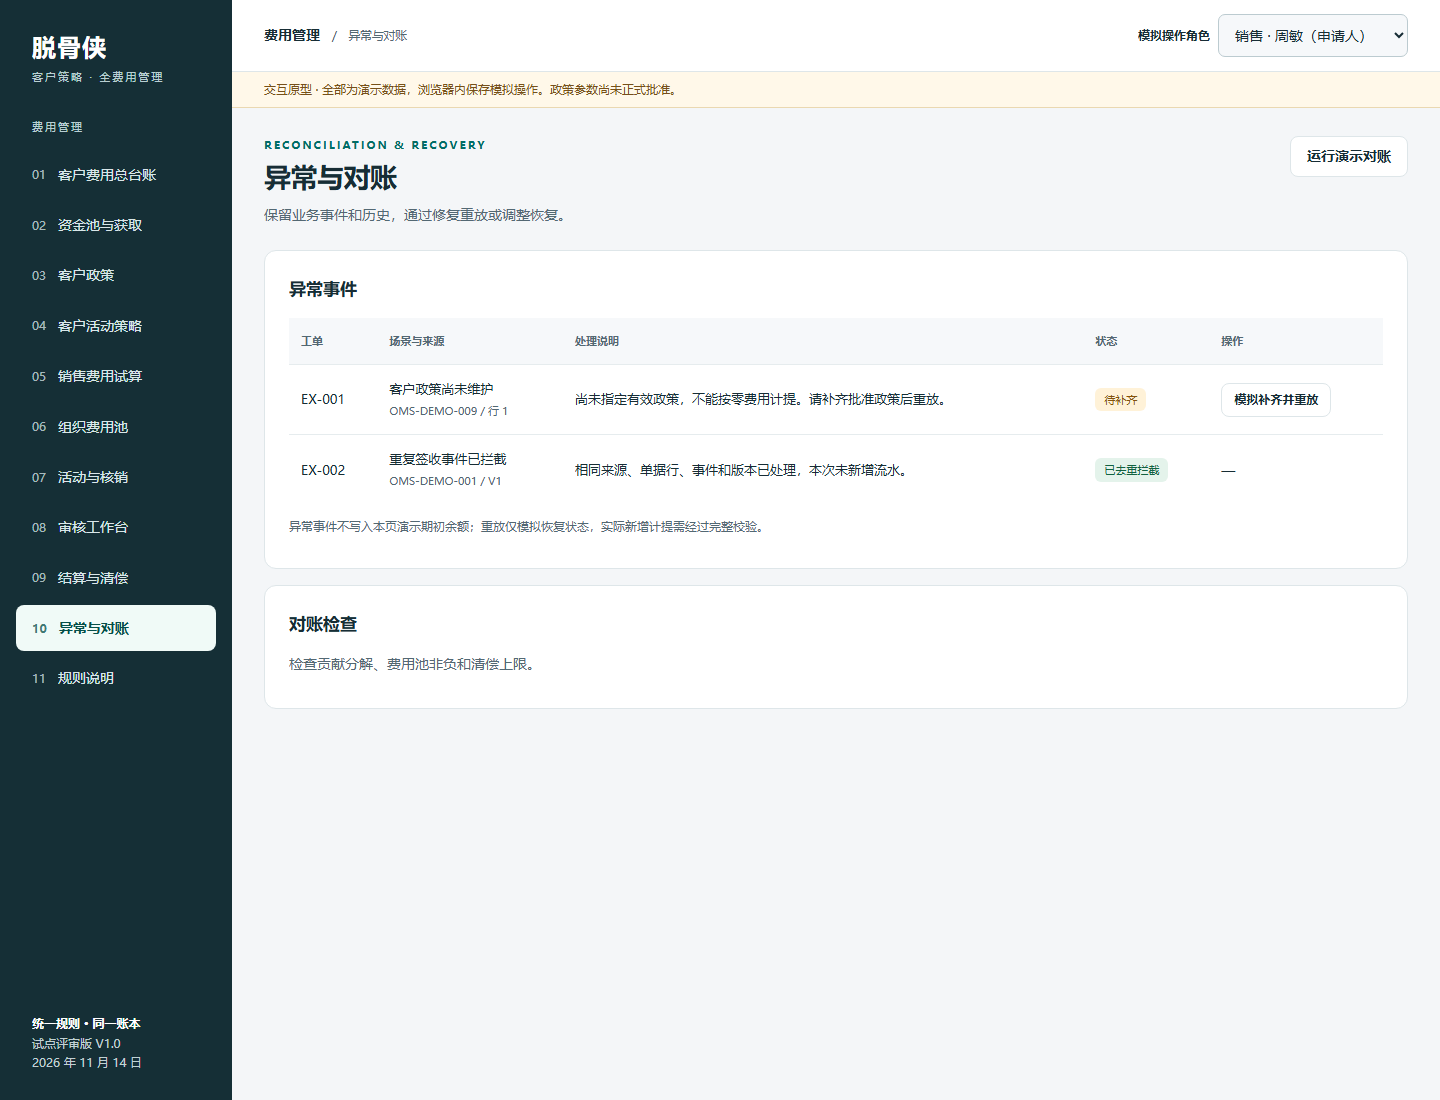 脱骨侠
客户策略 · 全费用管理
费用管理
01 客户费用总台账
02 资金池与获取
03 客户政策
04 客户活动策略
05 销售费用试算
06 组织费用池
07 活动与核销
08 审核工作台
09 结算与清偿
10 异常与对账
11 规则说明
统一规则 • 同一账本
试点评审版 V1.0
2026 年 11 月 14 日
费用管理 / 异常与对账
模拟操作角色 销售 · 周敏（申请人）
交互原型 · 全部为演示数据，浏览器内保存模拟操作。政策参数尚未正式批准。
RECONCILIATION & RECOVERY
异常与对账
保留业务事件和历史，通过修复重放或调整恢复。
运行演示对账
异常事件
工单 场景与来源 处理说明 状态 操作
EX-001 客户政策尚未维护 OMS-DEMO-009 / 行 1 尚未指定有效政策，不能按零费用计提。请补齐批准政策后重放。 待补齐 模拟补齐并重放
EX-002 重复签收事件已拦截 OMS-DEMO-001 / V1 相同来源、单据行、事件和版本已处理，本次未新增流水。 已去重拦截 —
异常事件不写入本页演示期初余额；重放仅模拟恢复状态，实际新增计提需经过完整校验。
对账检查
检查贡献分解、费用池非负和清偿上限。